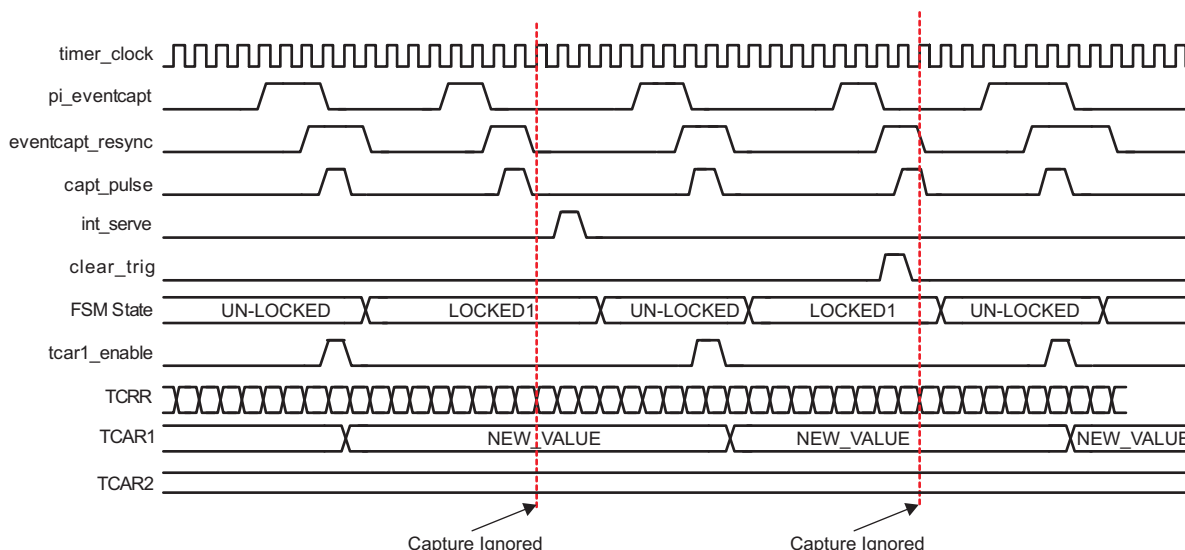 timer_clock
pi_eventcapt
eventcapt_resync
capt_pulse
int_serve
clear_trig
FSM State UN-LOCKED LOCKED1 UN-LOCKED LOCKED1 UN-LOCKED
tcar1_enable
TCRR
TCAR1 NEW_VALUE NEW_VALUE NEW_VALUE
TCAR2
Capture Ignored Capture Ignored